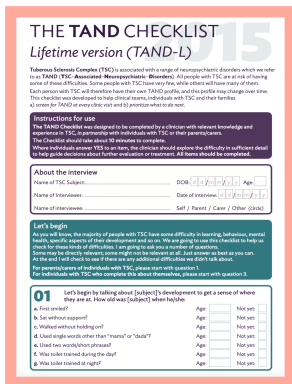 THE TAND CHECKLIST
2015
Lifetime version (TAND-L)
Tuberous Sclerosis Complex (TSC) is associated with a range of neuropsychiatric disorders which we refer
to as TAND (TSC-Associated-Neuropsychiatric-Disorders). All people with TSC are at risk of having
some of these difficulties. Some people with TSC have very few, while others will have many of them.
Each person with TSC will therefore have their own TAND profile, and this profile may change over time.
This checklist was developed to help clinical teams, individuals with TSC and their families
a) screen for TAND at every clinic visit and b) prioritize what to do next.
Instructions for use
The TAND Checklist was designed to be completed by a clinician with relevant knowledge and
experience in TSC, in partnership with individuals with TSC or their parents/carers.
The Checklist should take about 10 minutes to complete.
Where individuals answer YES to an item, the clinician should explore the difficulty in sufficient detail
to help guide decisions about further evaluation or treatment. All items should be completed.
About the interview
Name of TSC Subject: DOB: d d / m m / y y Age:
Name of Interviewer: Date of interview: d d / m m / y y
Name of interviewee: Self / Parent / Carer / Other (circle)
Let's begin
As you will know, the majority of people with TSC have some difficulty in learning, behaviour, mental
health, specific aspects of their development and so on. We are going to use this checklist to help us
check for these kinds of difficulties. I am going to ask you a number of questions.
Some may be directly relevant, some might not be relevant at all. Just answer as best as you can.
At the end I will check to see if there are any additional difficulties we didn't talk about.
For parents/carers of individuals with TSC, please start with question 1.
For individuals with TSC who complete this about themselves, please start with question 3.
01 Let's begin by talking about [subject]'s development to get a sense of where
they are at. How old was [subject] when he/she:
a. First smiled? Age: Not yet:
b. Sat without support? Age: Not yet:
c. Walked without holding on? Age: Not yet:
d. Used single words other than "mama" or "dada"? Age: Not yet:
e. Used two words/short phrases? Age: Not yet:
f. Was toilet trained during the day? Age: Not yet:
g. Was toilet trained at night? Age: Not yet: